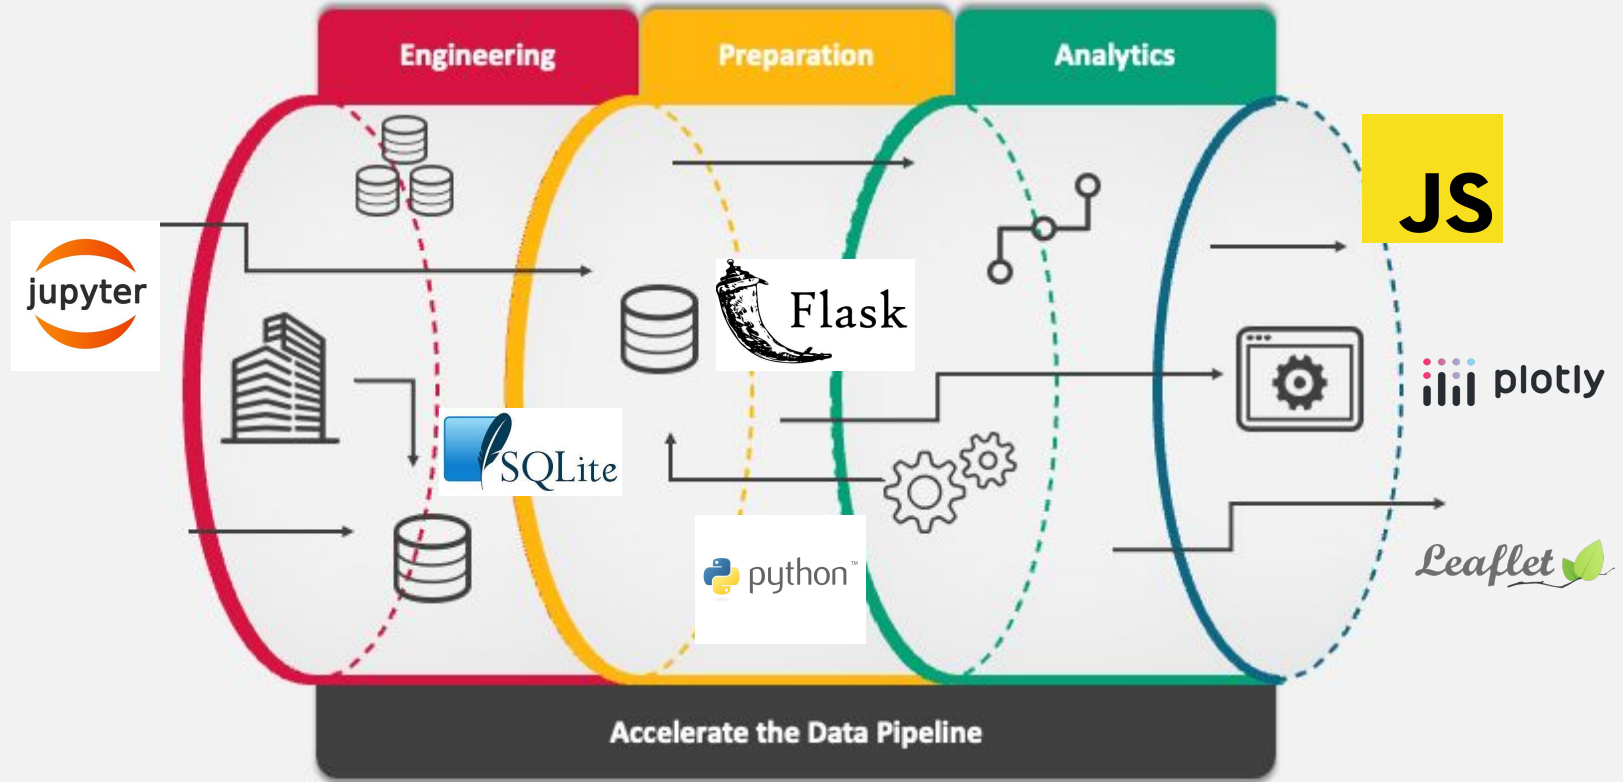 Engineering
Preparation
Analytics
JS
jupyter
Flask
plotly
SQLite
python™
Leaflet
Accelerate the Data Pipeline